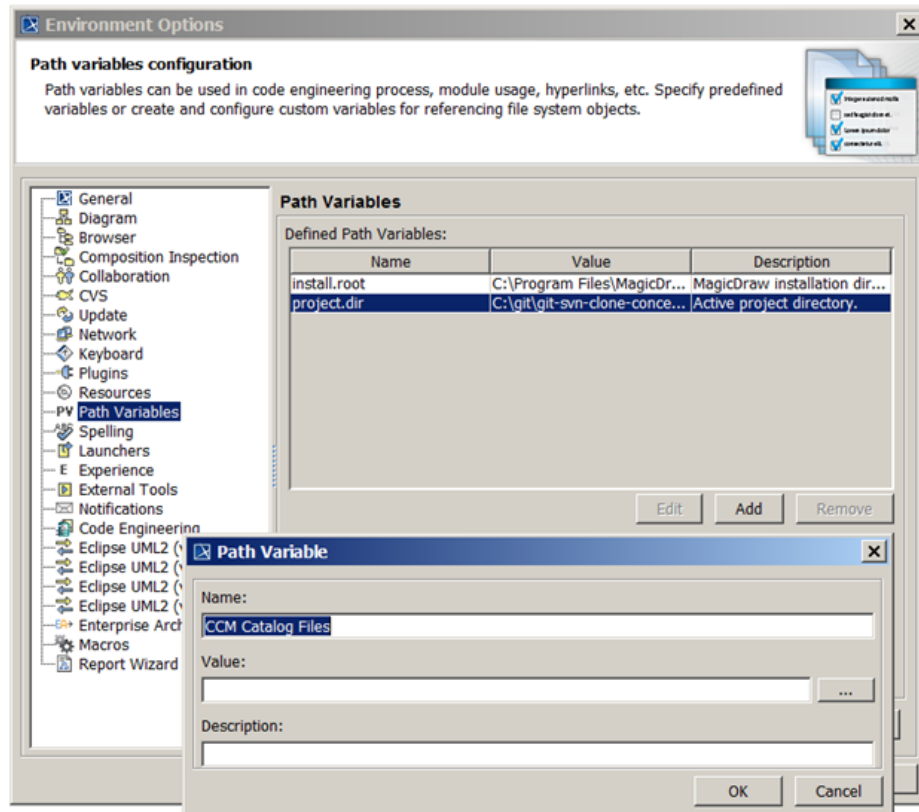 Environment Options
Path variables configuration
Path variables can be used in code engineering process, module usage, hyperlinks, etc. Specify predefined
variables or create and configure custom variables for referencing file system objects.
General
Diagram
Browser
Composition Inspection
Collaboration
CVS
Update
Network
Keyboard
Plugins
Resources
PV Path Variables
Spelling
Launchers
E Experience
External Tools
Notifications
Code Engineering
Eclipse UML2 (v
Eclipse UML2 (v
Eclipse UML2 (v
Eclipse UML2 (v
Enterprise Arch
Macros
Report Wizard
Path Variables
Defined Path Variables:
Name Value Description
install.root C:\Program Files\MagicDr... MagicDraw installation dir...
project.dir C:\git\git-svn-clone-conce... Active project directory.
Edit Add Remove
Path Variable
Name:
CCM Catalog Files
Value:
...
Description:
OK Cancel